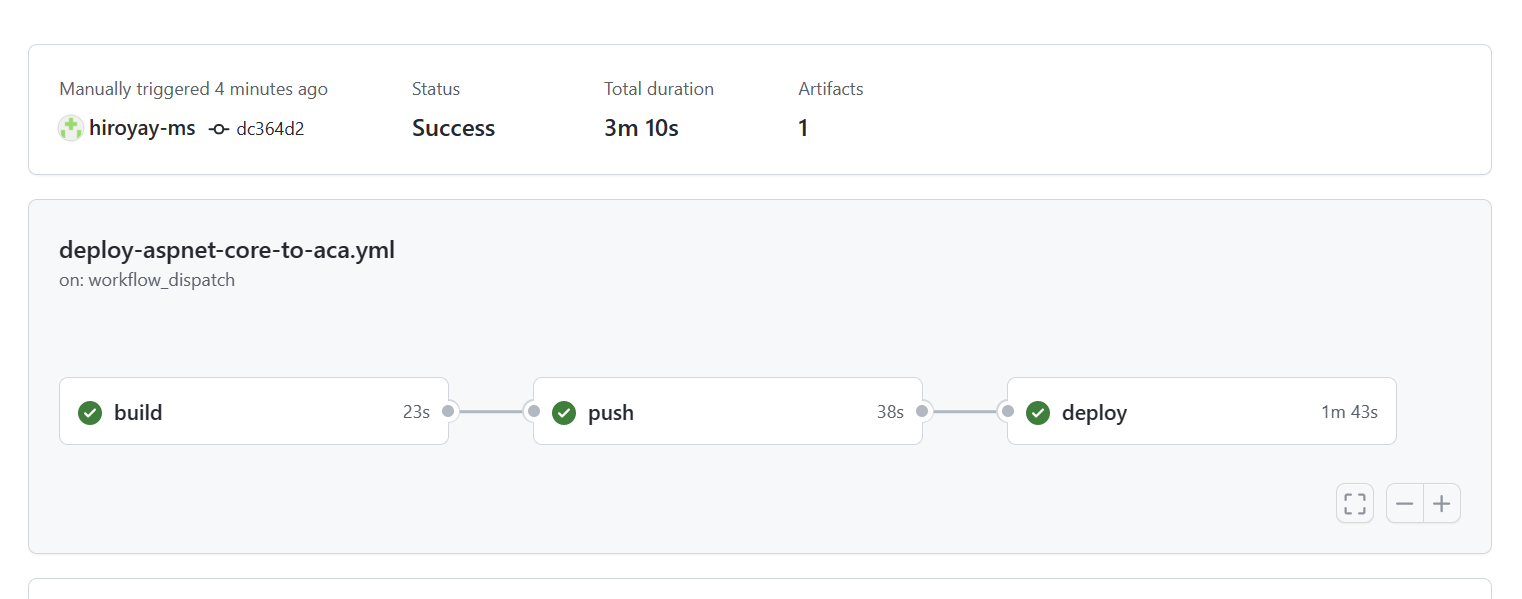 Manually triggered 4 minutes ago
hiroyay-ms dc364d2
Status
Success
Total duration
3m 10s
Artifacts
1
deploy-aspnet-core-to-aca.yml
on: workflow_dispatch
build 23s
push 38s
deploy 1m 43s